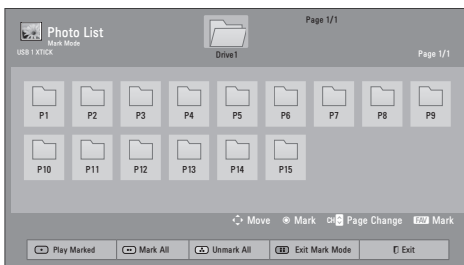 Photo List
Mark Mode
USB 1 XTICK
Drive1
Page 1/1
Page 1/1
P1 P2 P3 P4 P5 P6 P7 P8 P9
P10 P11 P12 P13 P14 P15
Move Mark CH Page Change FAV Mark
Play Marked Mark All Unmark All Exit Mark Mode Exit